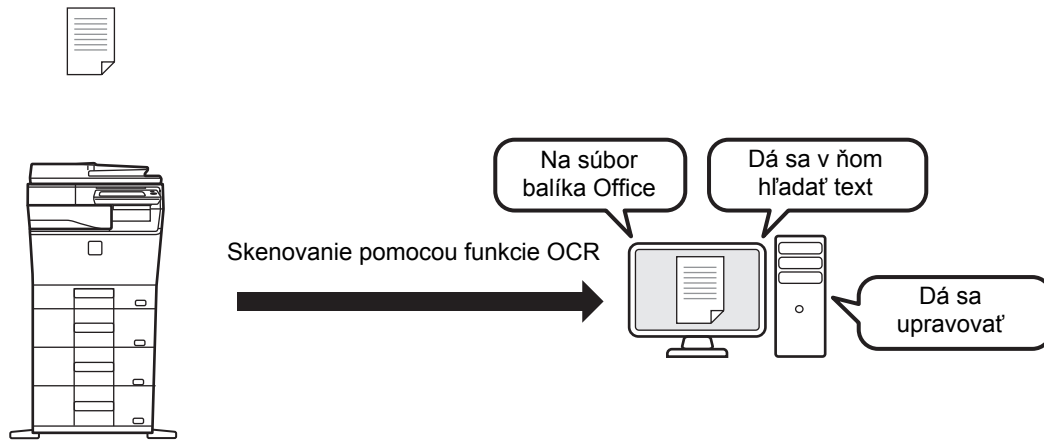 Na súbor
balíka Office
Dá sa v ňom
hľadať text
Skenovanie pomocou funkcie OCR
Dá sa
upravovať